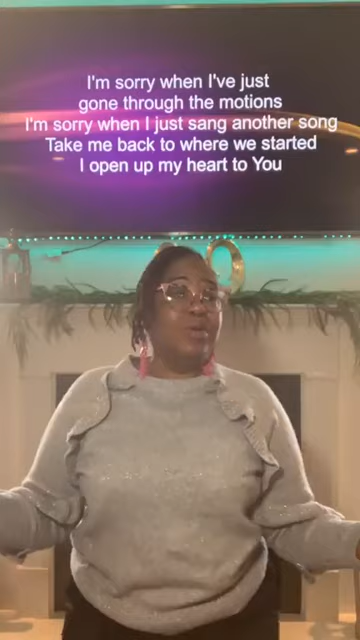 I'm sorry when I've just
gone through the motions
I'm sorry when I just sang another song
Take me back to where we started
I open up my heart to You